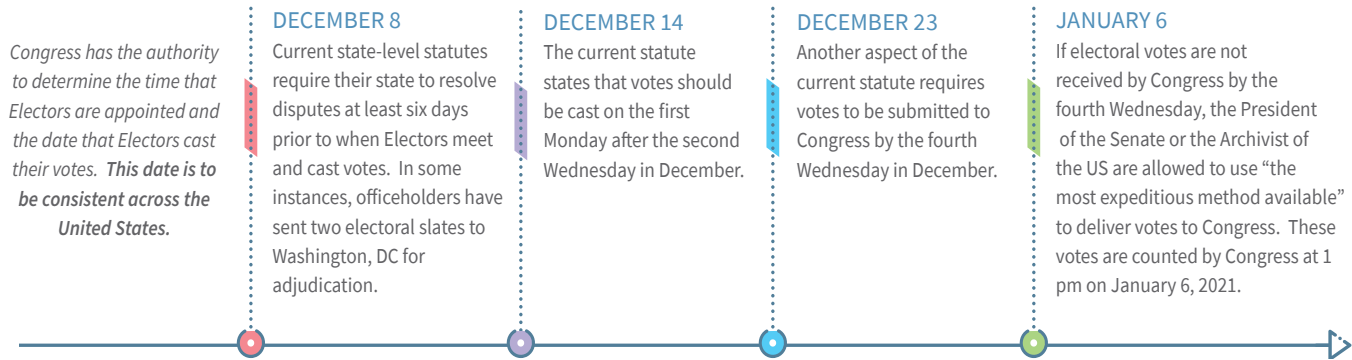 Congress has the authority
to determine the time that
Electors are appointed and
the date that Electors cast
their votes.  This date is to
be consistent across the
United States.
DECEMBER 8
Current state-level statutes
require their state to resolve
disputes at least six days
prior to when Electors meet
and cast votes.  In some
instances, officeholders have
sent two electoral slates to
Washington, DC for
adjudication.
DECEMBER 14
The current statute
states that votes should
be cast on the first
Monday after the second
Wednesday in December.
DECEMBER 23
Another aspect of the
current statute requires
votes to be submitted to
Congress by the fourth
Wednesday in December.
JANUARY 6
If electoral votes are not
received by Congress by the
fourth Wednesday, the President
of the Senate or the Archivist of
the US are allowed to use “the
most expeditious method available”
to deliver votes to Congress.  These
votes are counted by Congress at 1
pm on January 6, 2021.